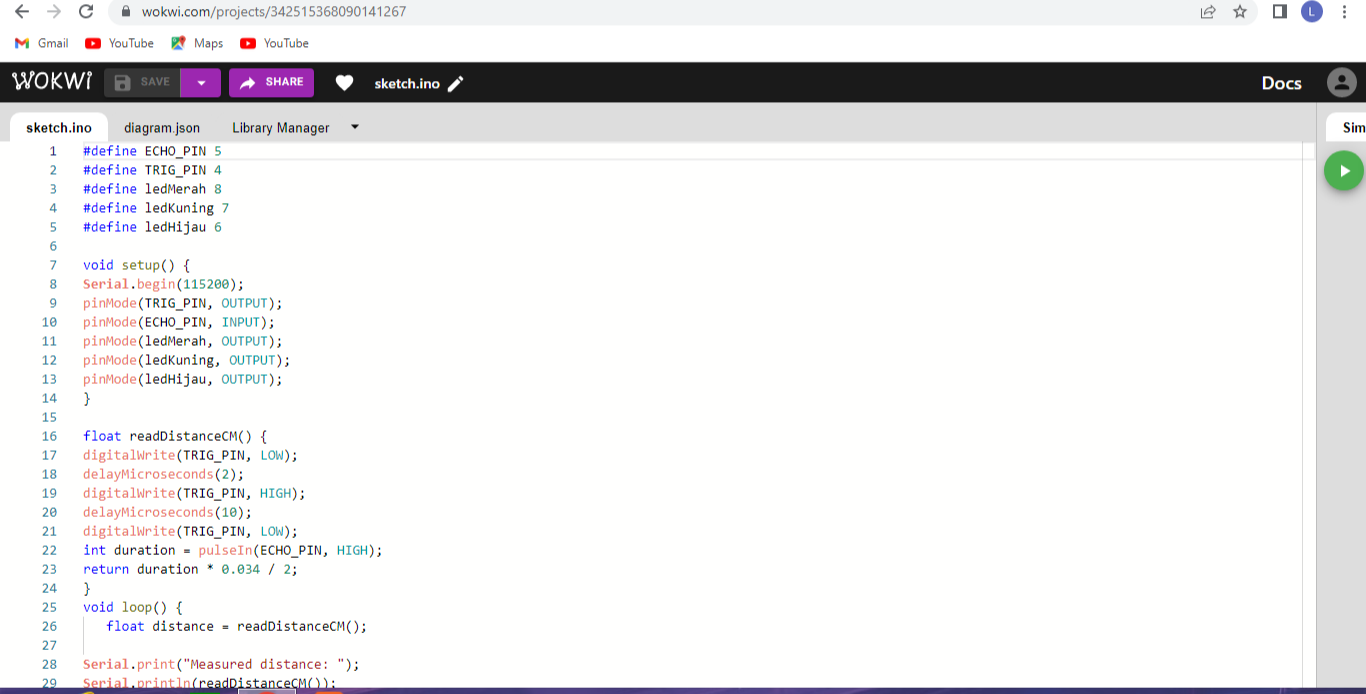 wokwi.com/projects/342515368090141267
L
Gmail YouTube Maps YouTube
WOKWi SAVE SHARE sketch.ino Docs
sketch.ino diagram.json Library Manager Sim
1 #define ECHO_PIN 5
2 #define TRIG_PIN 4
3 #define ledMerah 8
4 #define ledKuning 7
5 #define ledHijau 6
6
7 void setup() {
8 Serial.begin(115200);
9 pinMode(TRIG_PIN, OUTPUT);
10 pinMode(ECHO_PIN, INPUT);
11 pinMode(ledMerah, OUTPUT);
12 pinMode(ledKuning, OUTPUT);
13 pinMode(ledHijau, OUTPUT);
14 }
15
16 float readDistanceCM() {
17 digitalWrite(TRIG_PIN, LOW);
18 delayMicroseconds(2);
19 digitalWrite(TRIG_PIN, HIGH);
20 delayMicroseconds(10);
21 digitalWrite(TRIG_PIN, LOW);
22 int duration = pulseIn(ECHO_PIN, HIGH);
23 return duration * 0.034 / 2;
24 }
25 void loop() {
26 float distance = readDistanceCM();
27
28 Serial.print("Measured distance: ");
29 Serial.println(readDistanceCM());